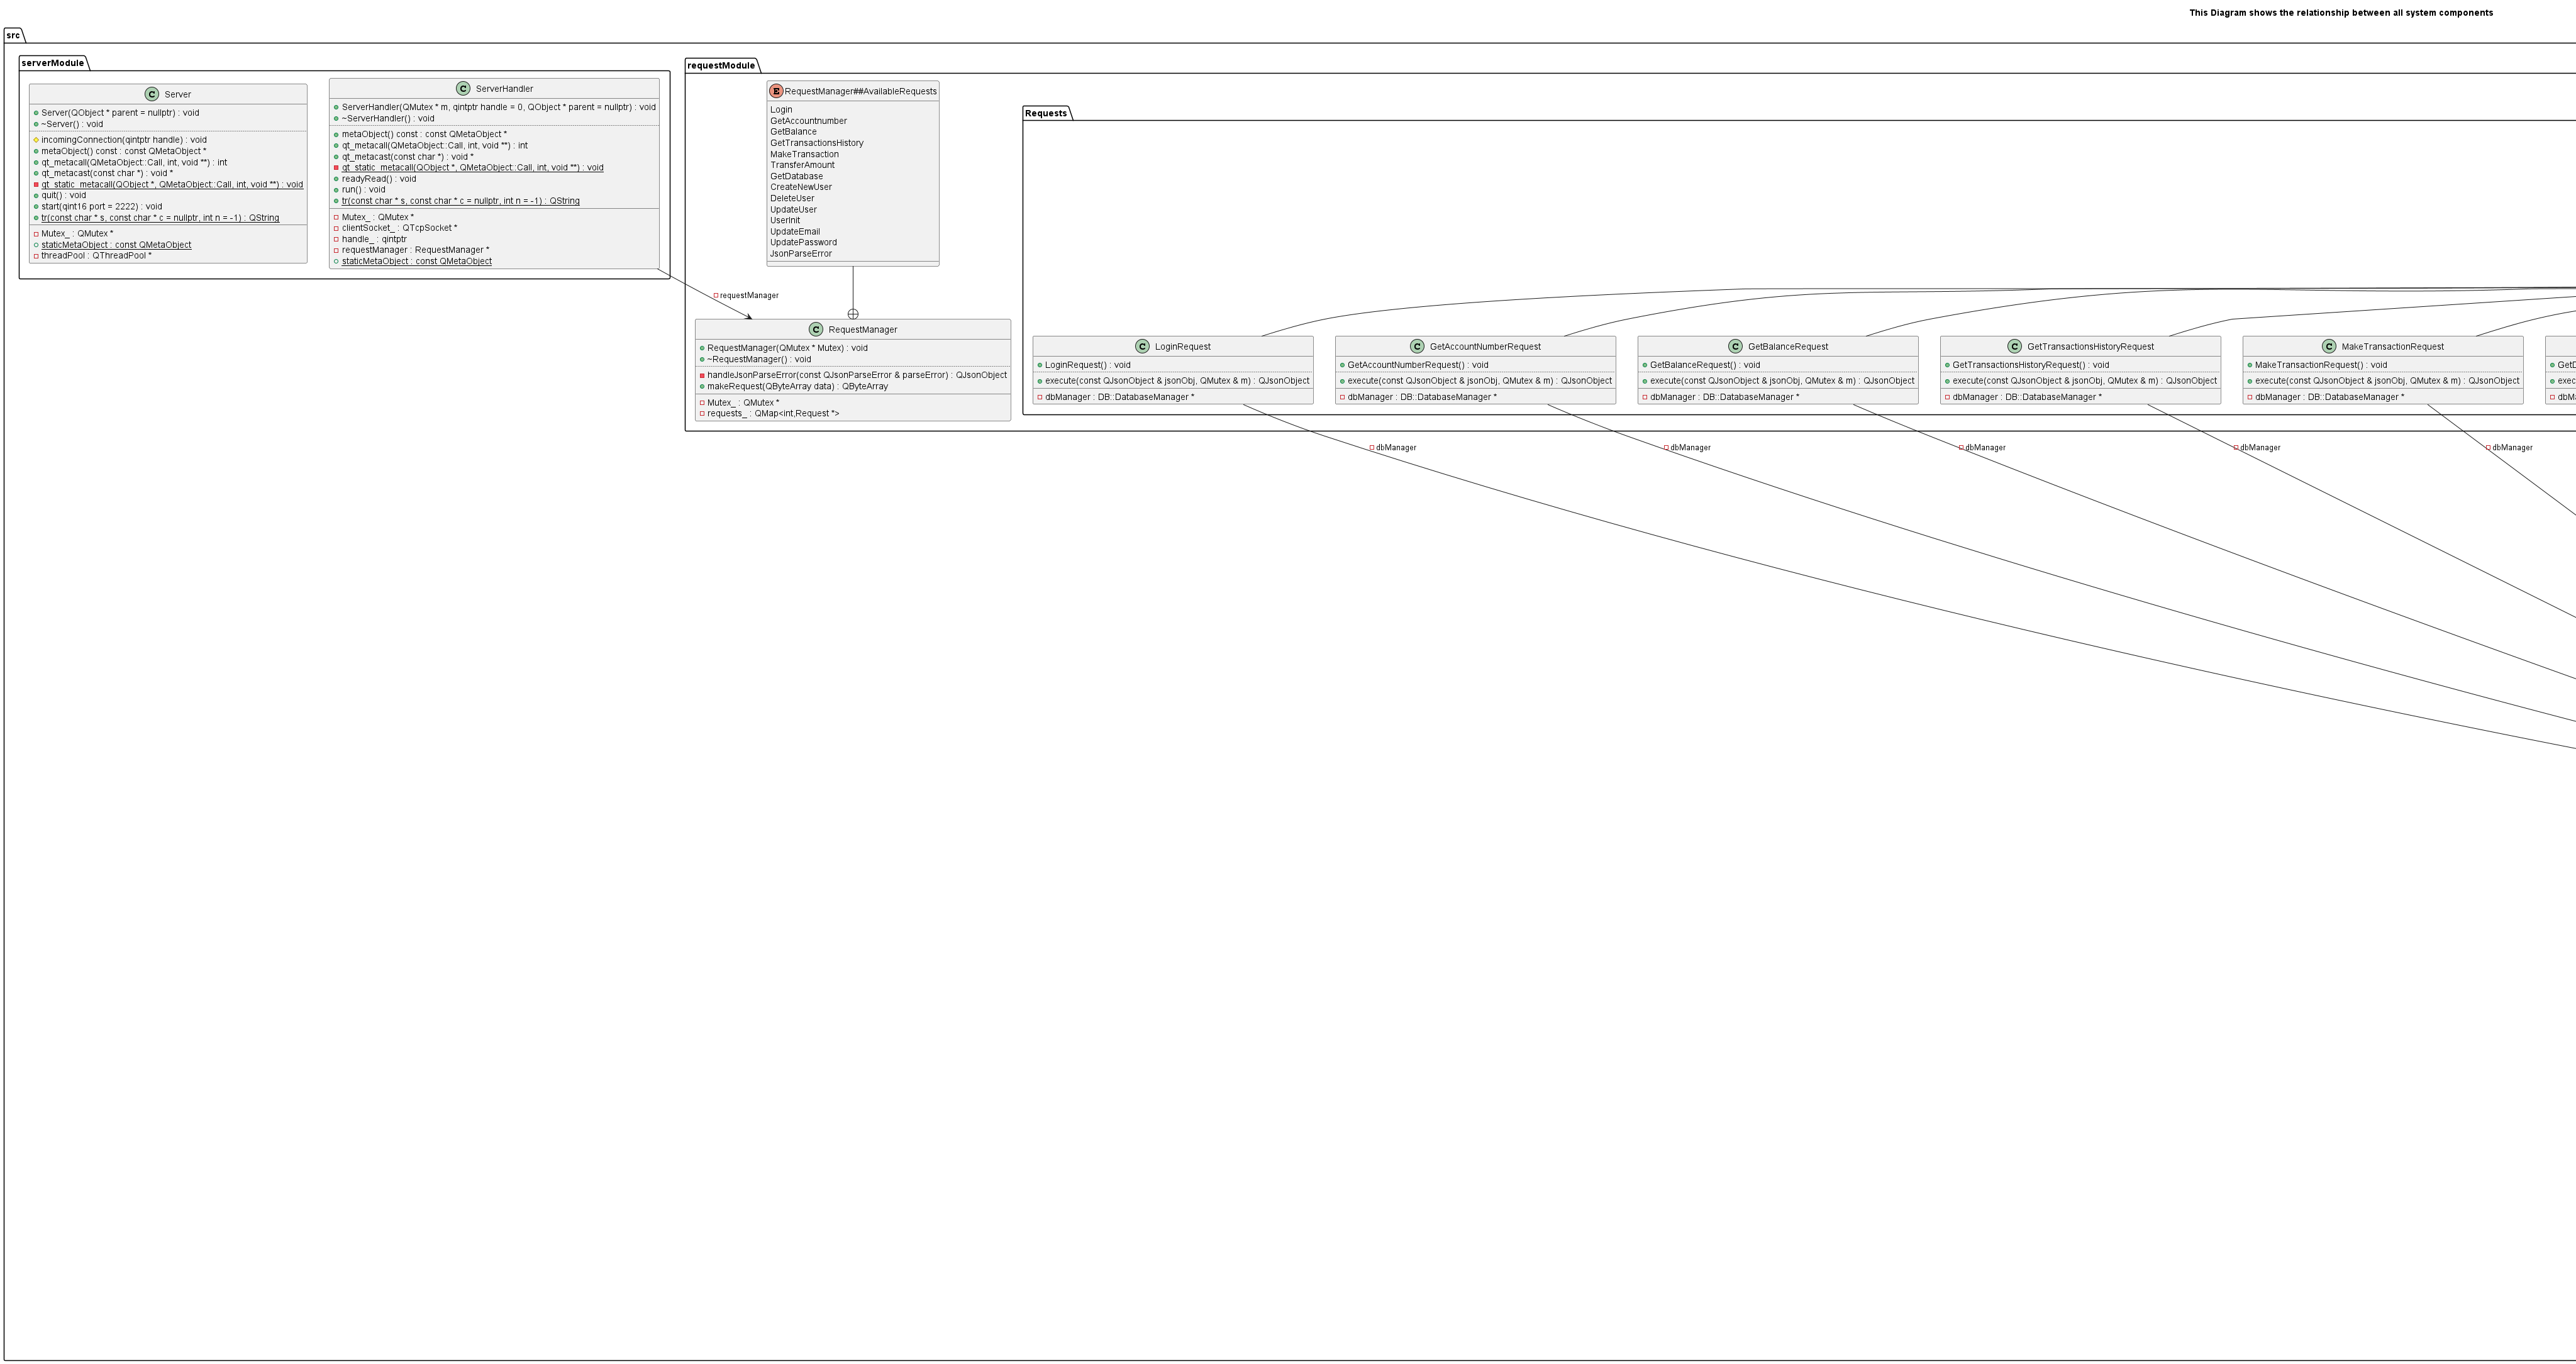 This Diagram shows the relationship between all system components
src
serverModule
Server
Server(QObject * parent = nullptr) : void
~Server() : void
incomingConnection(qintptr handle) : void
metaObject() const : const QMetaObject *
qt_metacall(QMetaObject::Call, int, void **) : int
qt_metacast(const char *) : void *
qt_static_metacall(QObject *, QMetaObject::Call, int, void **) : void
quit() : void
start(qint16 port = 2222) : void
tr(const char * s, const char * c = nullptr, int n = -1) : QString
Mutex_ : QMutex *
staticMetaObject : const QMetaObject
threadPool : QThreadPool *
ServerHandler
ServerHandler(QMutex * m, qintptr handle = 0, QObject * parent = nullptr) : void
~ServerHandler() : void
metaObject() const : const QMetaObject *
qt_metacall(QMetaObject::Call, int, void **) : int
qt_metacast(const char *) : void *
qt_static_metacall(QObject *, QMetaObject::Call, int, void **) : void
readyRead() : void
run() : void
tr(const char * s, const char * c = nullptr, int n = -1) : QString
Mutex_ : QMutex *
clientSocket_ : QTcpSocket *
handle_ : qintptr
requestManager : RequestManager *
staticMetaObject : const QMetaObject
requestModule
RequestManager##AvailableRequests
Login
GetAccountnumber
GetBalance
GetTransactionsHistory
MakeTransaction
TransferAmount
GetDatabase
CreateNewUser
DeleteUser
UpdateUser
UserInit
UpdateEmail
UpdatePassword
JsonParseError
requestManager
RequestManager
RequestManager(QMutex * Mutex) : void
~RequestManager() : void
handleJsonParseError(const QJsonParseError & parseError) : QJsonObject
makeRequest(QByteArray data) : QByteArray
Mutex_ : QMutex *
requests_ : QMap<int,Request *>
Requests
LoginRequest
LoginRequest() : void
execute(const QJsonObject & jsonObj, QMutex & m) : QJsonObject
dbManager : DB::DatabaseManager *
GetAccountNumberRequest
GetAccountNumberRequest() : void
execute(const QJsonObject & jsonObj, QMutex & m) : QJsonObject
dbManager : DB::DatabaseManager *
GetBalanceRequest
GetBalanceRequest() : void
execute(const QJsonObject & jsonObj, QMutex & m) : QJsonObject
dbManager : DB::DatabaseManager *
GetTransactionsHistoryRequest
GetTransactionsHistoryRequest() : void
execute(const QJsonObject & jsonObj, QMutex & m) : QJsonObject
dbManager : DB::DatabaseManager *
MakeTransactionRequest
MakeTransactionRequest() : void
execute(const QJsonObject & jsonObj, QMutex & m) : QJsonObject
dbManager : DB::DatabaseManager *
dbManager
dbManager
dbManager
dbManager
dbManager